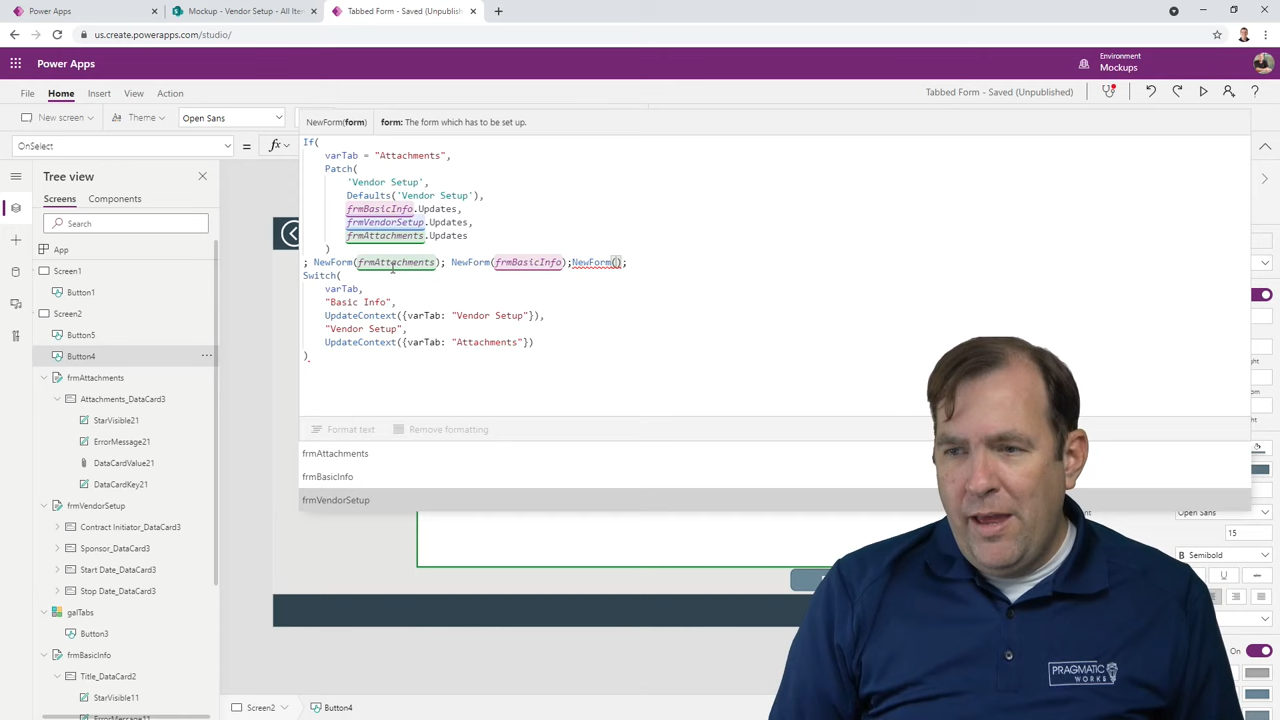 Power Apps
Mockup - Vendor Setup - All Iter
Tabbed Form - Saved (Unpublish
us.create.powerapps.com/studio/
Power Apps
Environment
Mockups
File
Home
Insert
View
Action
Tabbed Form - Saved (Unpublished)
New screen
Theme
Open Sans
NewForm(form)
form: The form which has to be set up.
OnSelect
=
fx
If(
varTab = "Attachments",
Patch(
'Vendor Setup',
Defaults('Vendor Setup'),
frmBasicInfo.Updates,
frmVendorSetup.Updates,
frmAttachments.Updates
)
; NewForm(frmAttachments); NewForm(frmBasicInfo);NewForm();
Switch(
varTab,
"Basic Info",
UpdateContext({varTab: "Vendor Setup"}),
"Vendor Setup",
UpdateContext({varTab: "Attachments"})
)
Format text
Remove formatting
frmAttachments
frmBasicInfo
frmVendorSetup
Tree view
Screens
Components
Search
App
Screen1
Button1
Screen2
Button5
Button4
frmAttachments
Attachments_DataCard3
StarVisible21
ErrorMessage21
DataCardValue21
DataCardKey21
frmVendorSetup
Contract Initiator_DataCard3
Sponsor_DataCard3
Start Date_DataCard3
Stop Date_DataCard3
galTabs
Button3
frmBasicInfo
Title_DataCard2
StarVisible11
ErrorMessage11
Open Sans
15
B Semibold
On
Screen2
Button4
PRAGMATIC
WORKS